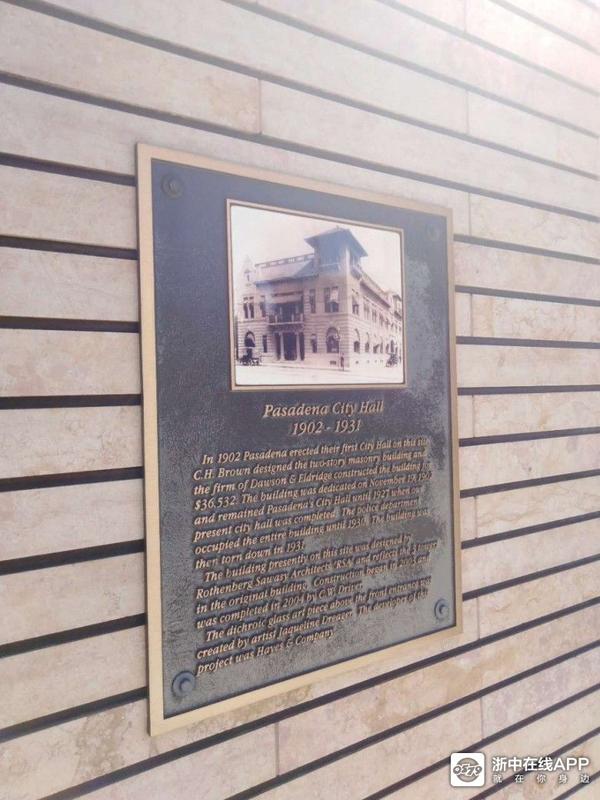 Pasadena City Hall
1902 - 1931
In 1902 Pasadena erected their first City Hall on this site.
C.H. Brown designed the two-story masonry building and
the firm of Dawson & Eldridge constructed the building for
$36,532. The building was dedicated on November 19, 190
and remained Pasadena's City Hall until 1927 when our
present city hall was completed. The police department
occupied the entire building until 1930. The building was
then torn down in 1931.
The building presently on this site was designed by
Rothenberg Sawasy Architects (RSA) and reflects the
in the original building. Construction began in 2003 and
was completed in 2004 by C.W. Driver.
The dichroic glass art piece above the front entrance was
created by artist Jaqueline Dreager. The developer of this
project was Hayes & Company.
浙中在线APP
就在你身边